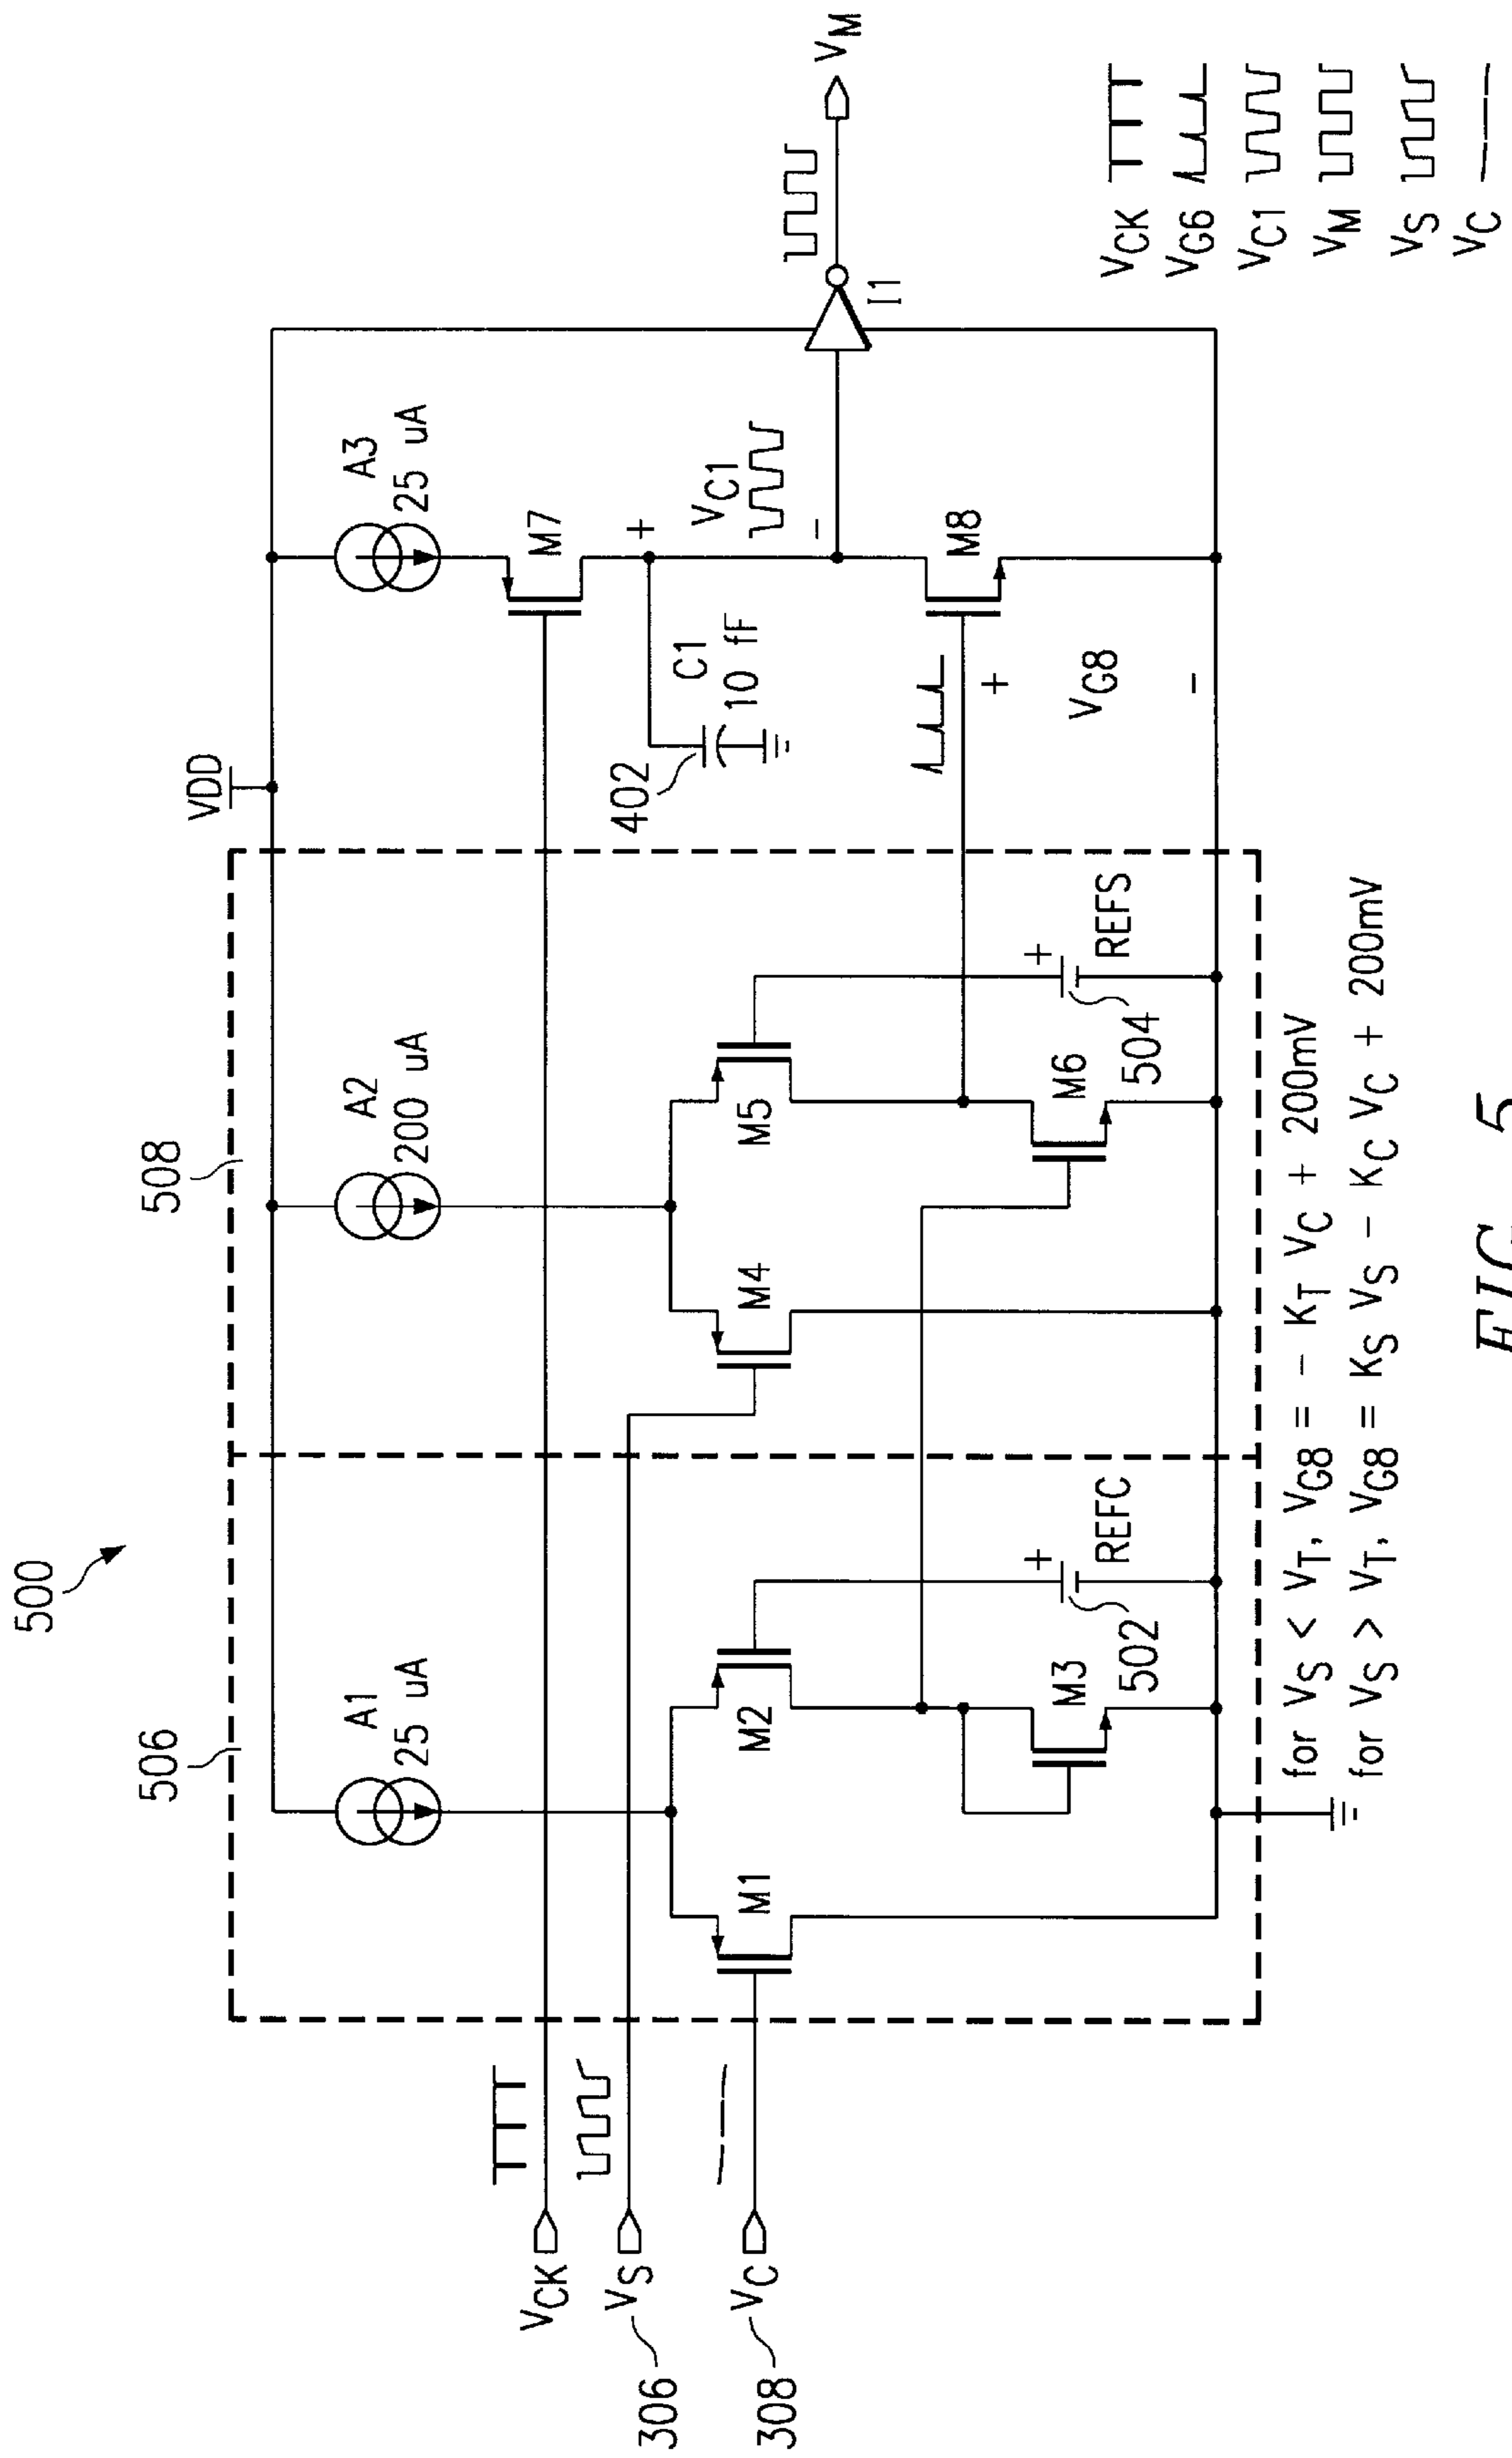 500
506
508
VDD
A1
25 uA
A2
200 uA
A3
25 uA
M7
+
VC1
-
C1
10 fF
402
VCK
VS
306
VC
308
M1
M2
M4
M5
M3
502
+
REFC
M6
504
+
REFS
+
VG8
-
M8
I1
VM
for VS < VT, VG8 = - KT VC + 200mV
for VS > VT, VG8 = KS VS - KC VC + 200mV
VCK
VG6
VC1
VM
VS
VC
FIG. 5